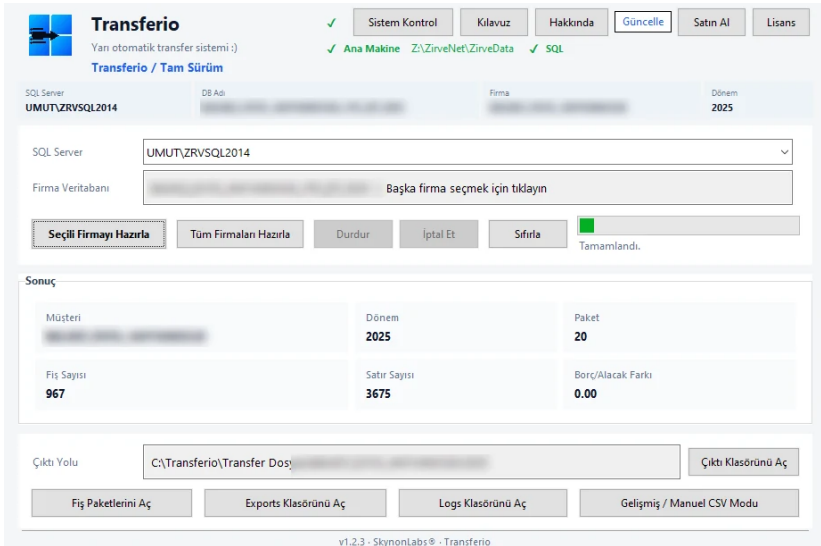 Transferio
Yarı otomatik transfer sistemi :)
Transferio / Tam Sürüm
✓ Sistem Kontrol Kılavuz Hakkında Güncelle Satın Al Lisans
✓ Ana Makine Z:\ZirveNet\ZirveData ✓ SQL
SQL Server DB Adı Firma Dönem
UMUT\ZRVSQL2014 2025
SQL Server UMUT\ZRVSQL2014
Firma Veritabanı Başka firma seçmek için tıklayın
Seçili Firmayı Hazırla Tüm Firmaları Hazırla Durdur İptal Et Sıfırla
Tamamlandı.
Sonuç
Müşteri Dönem Paket
2025 20
Fiş Sayısı Satır Sayısı Borç/Alacak Farkı
967 3675 0.00
Çıktı Yolu C:\Transferio\Transfer Dosy Çıktı Klasörünü Aç
Fiş Paketlerini Aç Exports Klasörünü Aç Logs Klasörünü Aç Gelişmiş / Manuel CSV Modu
v1.2.3 · SkynonLabs® · Transferio